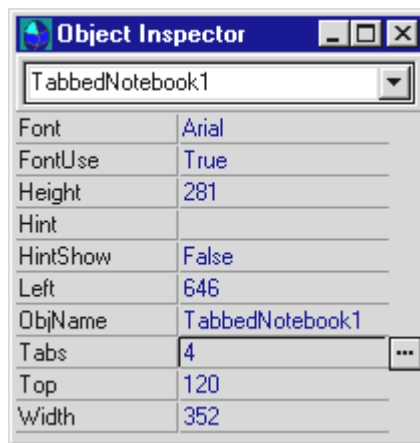 Object Inspector
TabbedNotebook1
Font Arial
FontUse True
Height 281
Hint
HintShow False
Left 646
ObjName TabbedNotebook1
Tabs 4 ...
Top 120
Width 352